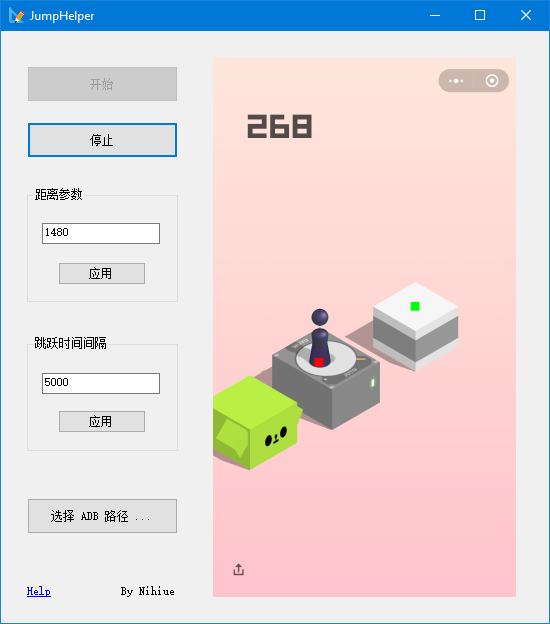 JumpHelper
开始
停止
距离参数
1480
应用
跳跃时间间隔
5000
应用
选择 ADB 路径 ...
Help
By Nihiue
268